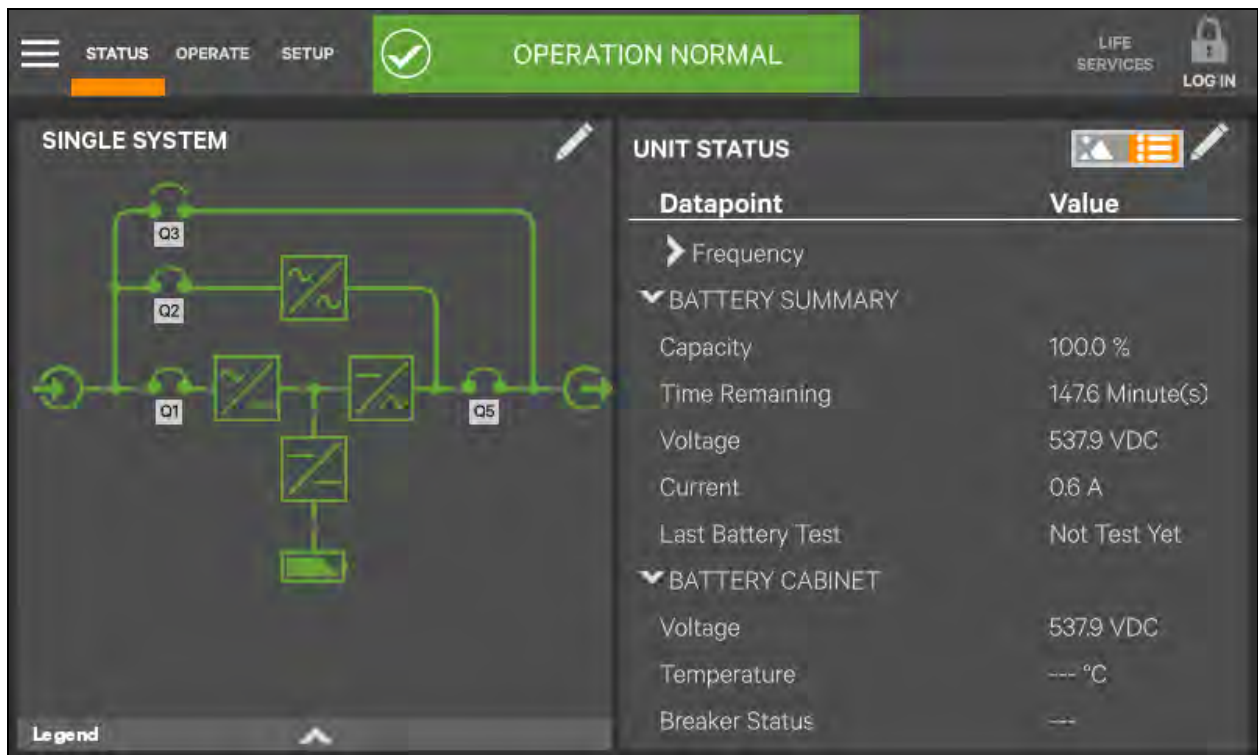 STATUS OPERATE SETUP
OPERATION NORMAL
LIFE
SERVICES
LOG IN
SINGLE SYSTEM
Q3
Q2
Q1
Q5
Legend
UNIT STATUS
Datapoint Value
Frequency
BATTERY SUMMARY
Capacity 100.0 %
Time Remaining 147.6 Minute(s)
Voltage 537.9 VDC
Current 0.6 A
Last Battery Test Not Test Yet
BATTERY CABINET
Voltage 537.9 VDC
Temperature --- °C
Breaker Status ---